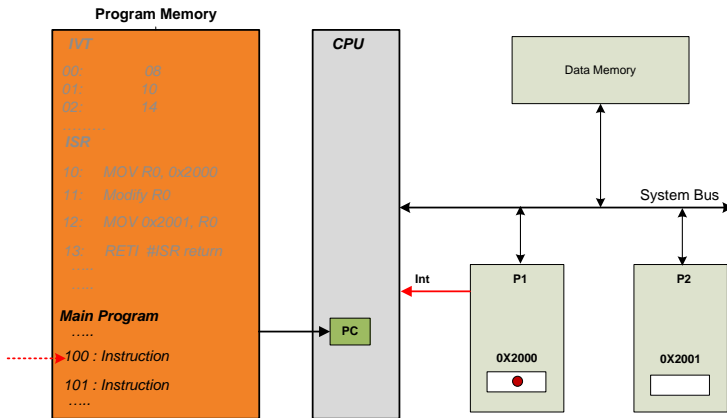 Program Memory
IVT
00: 08
01: 10
02: 14
.........
ISR
10: MOV R0, 0x2000
11: Modify R0
12: MOV 0x2001, R0
13: RETI #ISR return
.....
.....
Main Program
.....
100 : Instruction
101 : Instruction
.....
CPU
PC
Data Memory
System Bus
Int
P1
0X2000
P2
0X2001